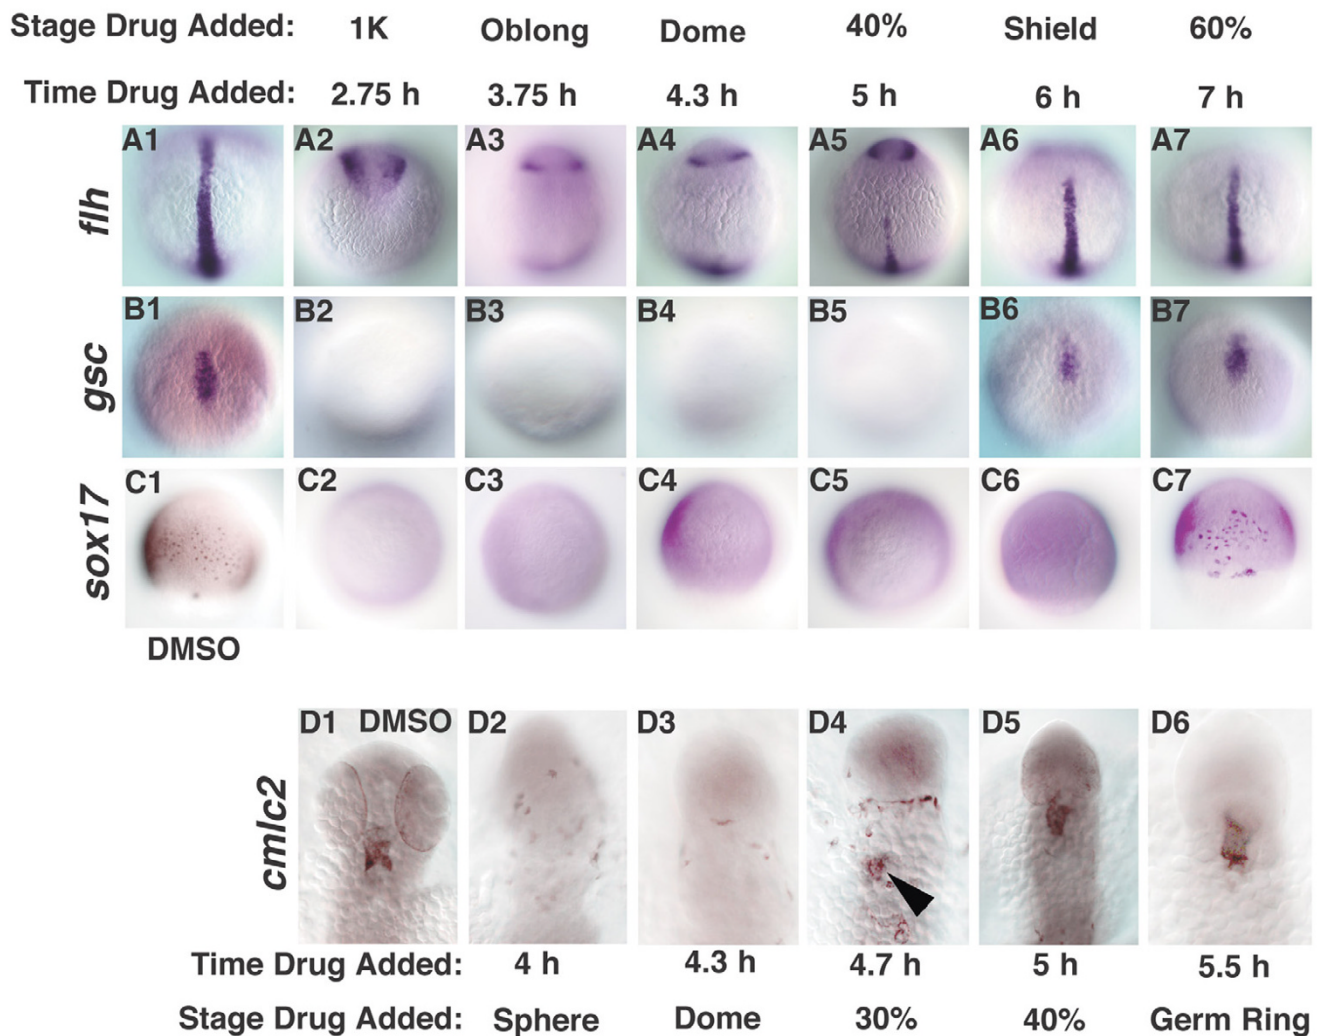 Stage Drug Added: 1K Oblong Dome 40% Shield 60%
Time Drug Added: 2.75 h 3.75 h 4.3 h 5 h 6 h 7 h
flh A1 A2 A3 A4 A5 A6 A7
gsc B1 B2 B3 B4 B5 B6 B7
sox17 C1 C2 C3 C4 C5 C6 C7
DMSO
cmlc2 D1 DMSO D2 D3 D4 D5 D6
Time Drug Added: 4 h 4.3 h 4.7 h 5 h 5.5 h
Stage Drug Added: Sphere Dome 30% 40% Germ Ring